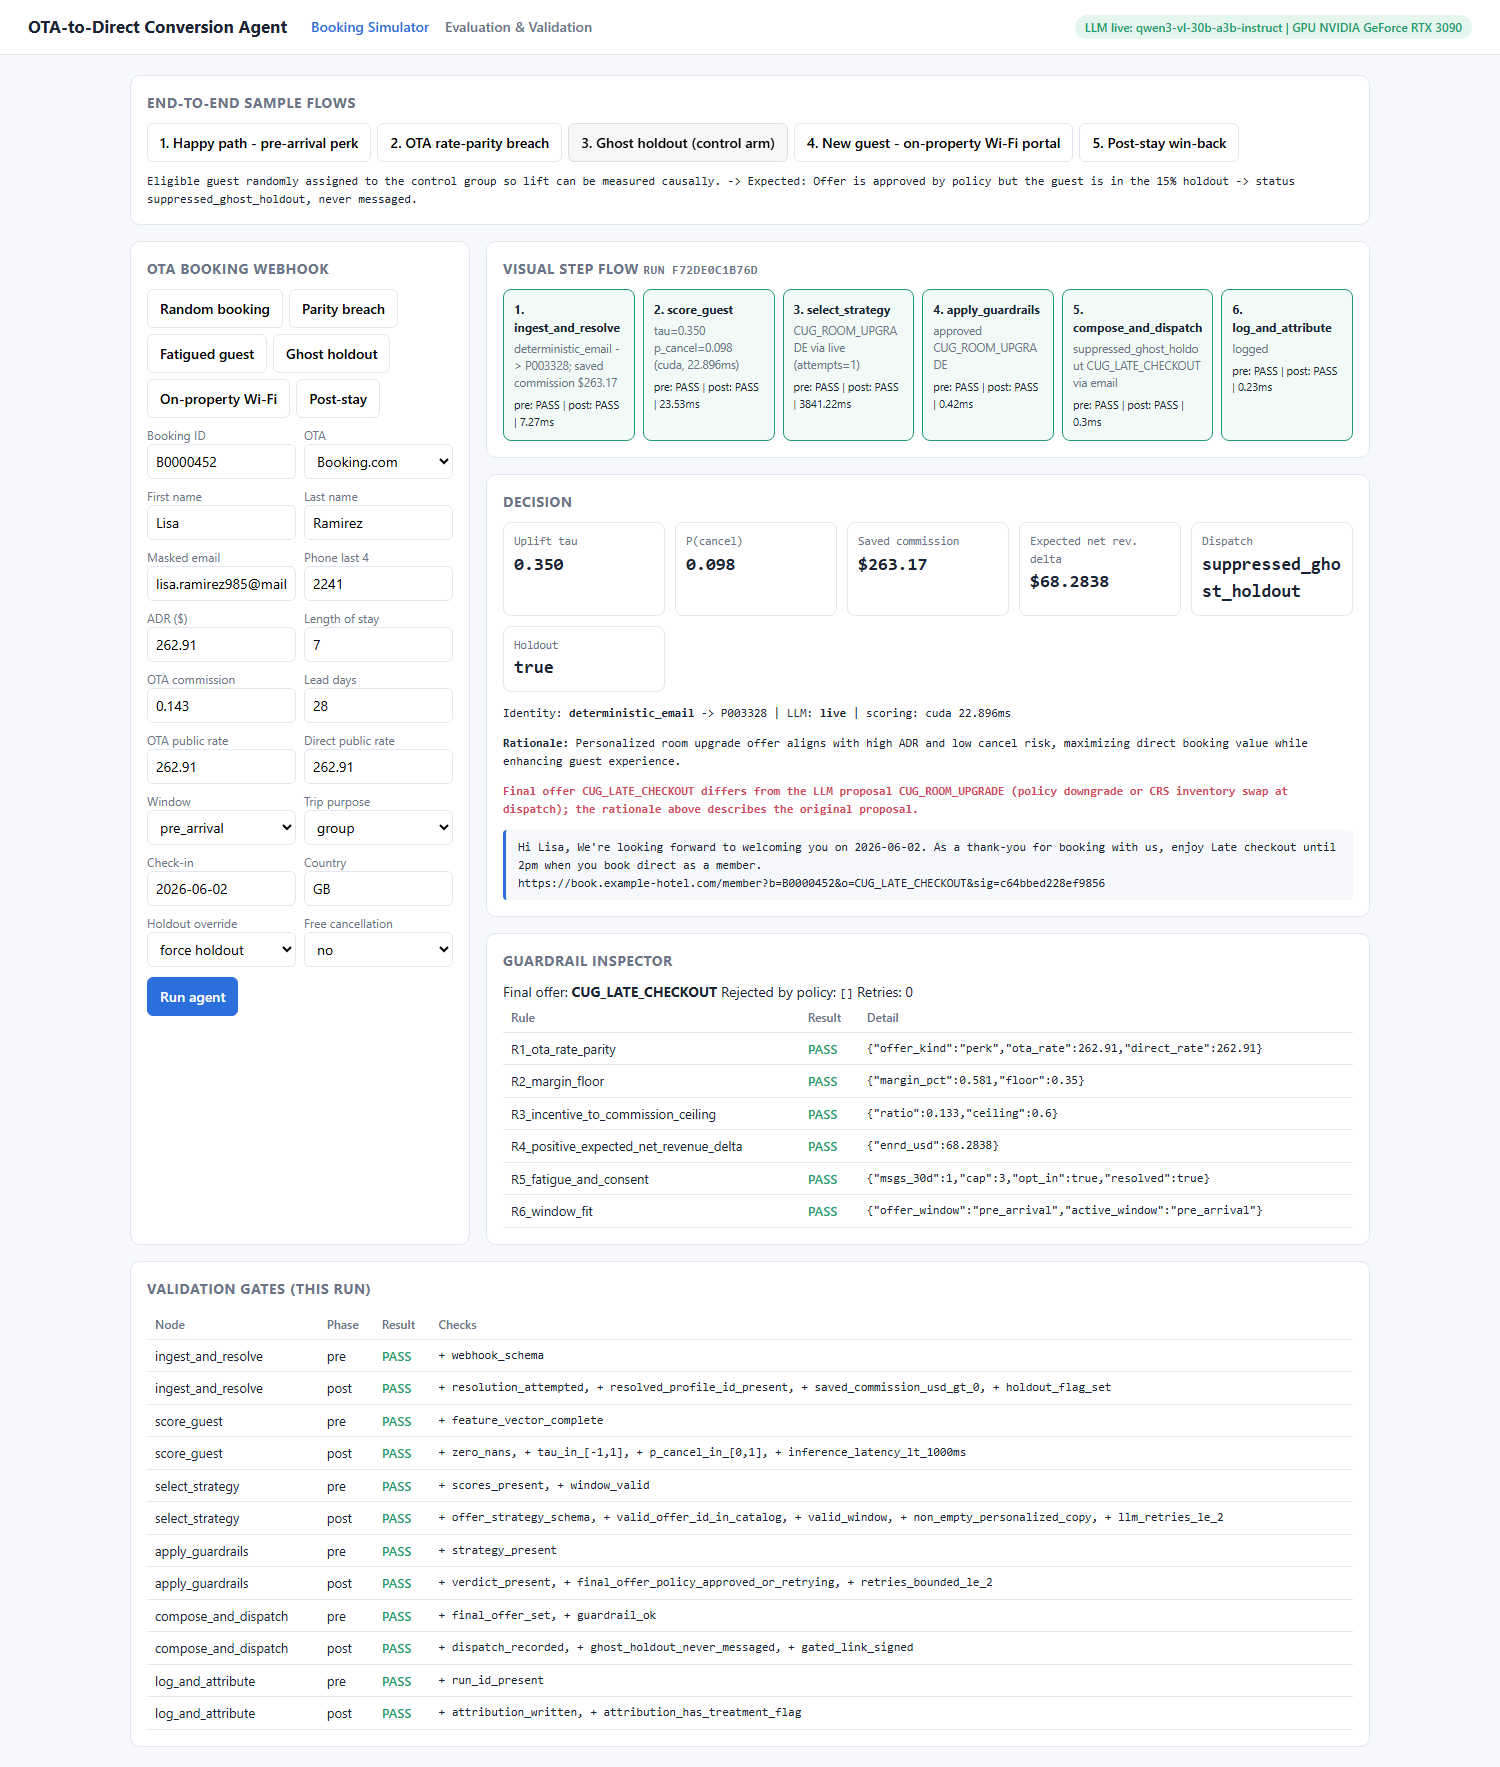 OTA-to-Direct Conversion Agent
Booking Simulator
Evaluation & Validation
LLM live: qwen3-vl-30b-a3b-instruct | GPU NVIDIA GeForce RTX 3090
END-TO-END SAMPLE FLOWS
1. Happy path - pre-arrival perk
2. OTA rate-parity breach
3. Ghost holdout (control arm)
4. New guest - on-property Wi-Fi portal
5. Post-stay win-back
Eligible guest randomly assigned to the control group so lift can be measured causally. -> Expected: Offer is approved by policy but the guest is in the 15% holdout -> status
suppressed_ghost_holdout, never messaged.
OTA BOOKING WEBHOOK
Random booking
Parity breach
Fatigued guest
Ghost holdout
On-property Wi-Fi
Post-stay
Booking ID
OTA
B0000452
Booking.com
First name
Last name
Lisa
Ramirez
Masked email
Phone last 4
lisa.ramirez985@mail
2241
ADR ($)
Length of stay
262.91
7
OTA commission
Lead days
0.143
28
OTA public rate
Direct public rate
262.91
262.91
Window
Trip purpose
pre_arrival
group
Check-in
Country
2026-06-02
GB
Holdout override
Free cancellation
force holdout
no
Run agent
VISUAL STEP FLOW RUN F72DE0C1B76D
1.
ingest_and_resolve
deterministic_email -
> P003328; saved
commission $263.17
pre: PASS | post: PASS
| 7.27ms
2. score_guest
tau=0.350
p_cancel=0.098
(cuda, 22.896ms)
pre: PASS | post: PASS
| 23.53ms
3. select_strategy
CUG_ROOM_UPGRA
DE via live
(attempts=1)
pre: PASS | post: PASS
| 3841.22ms
4. apply_guardrails
approved
CUG_ROOM_UPGRA
DE
pre: PASS | post: PASS
| 0.42ms
5.
compose_and_dispatch
suppressed_ghost_holdo
ut CUG_LATE_CHECKOUT
via email
pre: PASS | post: PASS |
0.3ms
6.
log_and_attribute
logged
pre: PASS | post: PASS
| 0.23ms
DECISION
Uplift tau
0.350
P(cancel)
0.098
Saved commission
$263.17
Expected net rev.
delta
$68.2838
Dispatch
suppressed_gho
st_holdout
Holdout
true
Identity: deterministic_email -> P003328 | LLM: live | scoring: cuda 22.896ms
Rationale: Personalized room upgrade offer aligns with high ADR and low cancel risk, maximizing direct booking value while
enhancing guest experience.
Final offer CUG_LATE_CHECKOUT differs from the LLM proposal CUG_ROOM_UPGRADE (policy downgrade or CRS inventory swap at
dispatch); the rationale above describes the original proposal.
Hi Lisa, We're looking forward to welcoming you on 2026-06-02. As a thank-you for booking with us, enjoy Late checkout until
2pm when you book direct as a member.
https://book.example-hotel.com/member?b=B0000452&o=CUG_LATE_CHECKOUT&sig=c64bbed228ef9856
GUARDRAIL INSPECTOR
Final offer: CUG_LATE_CHECKOUT Rejected by policy: [] Retries: 0
Rule Result Detail
R1_ota_rate_parity PASS {"offer_kind":"perk","ota_rate":262.91,"direct_rate":262.91}
R2_margin_floor PASS {"margin_pct":0.581,"floor":0.35}
R3_incentive_to_commission_ceiling PASS {"ratio":0.133,"ceiling":0.6}
R4_positive_expected_net_revenue_delta PASS {"enrd_usd":68.2838}
R5_fatigue_and_consent PASS {"msgs_30d":1,"cap":3,"opt_in":true,"resolved":true}
R6_window_fit PASS {"offer_window":"pre_arrival","active_window":"pre_arrival"}
VALIDATION GATES (THIS RUN)
Node Phase Result Checks
ingest_and_resolve pre PASS + webhook_schema
ingest_and_resolve post PASS + resolution_attempted, + resolved_profile_id_present, + saved_commission_usd_gt_0, + holdout_flag_set
score_guest pre PASS + feature_vector_complete
score_guest post PASS + zero_nans, + tau_in_[-1,1], + p_cancel_in_[0,1], + inference_latency_lt_1000ms
select_strategy pre PASS + scores_present, + window_valid
select_strategy post PASS + offer_strategy_schema, + valid_offer_id_in_catalog, + valid_window, + non_empty_personalized_copy, + llm_retries_le_2
apply_guardrails pre PASS + strategy_present
apply_guardrails post PASS + verdict_present, + final_offer_policy_approved_or_retrying, + retries_bounded_le_2
compose_and_dispatch pre PASS + final_offer_set, + guardrail_ok
compose_and_dispatch post PASS + dispatch_recorded, + ghost_holdout_never_messaged, + gated_link_signed
log_and_attribute pre PASS + run_id_present
log_and_attribute post PASS + attribution_written, + attribution_has_treatment_flag